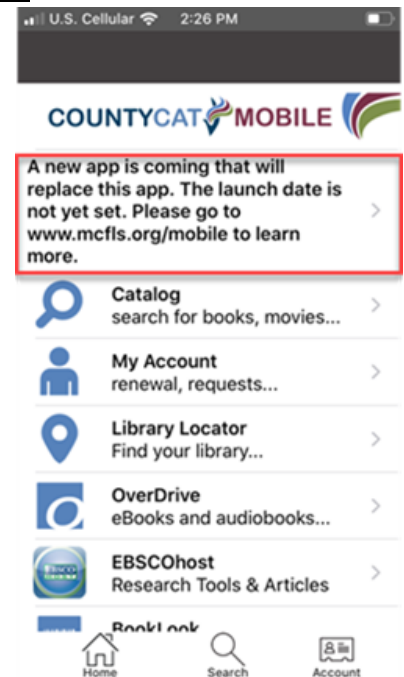 U.S. Cellular 2:26 PM
COUNTYCAT MOBILE
A new app is coming that will
replace this app. The launch date is
not yet set. Please go to
www.mcfls.org/mobile to learn
more.
Catalog
search for books, movies...
My Account
renewal, requests...
Library Locator
Find your library...
OverDrive
eBooks and audiobooks...
EBSCO
HOST
EBSCOhost
Research Tools & Articles
BookLook
Home Search Account